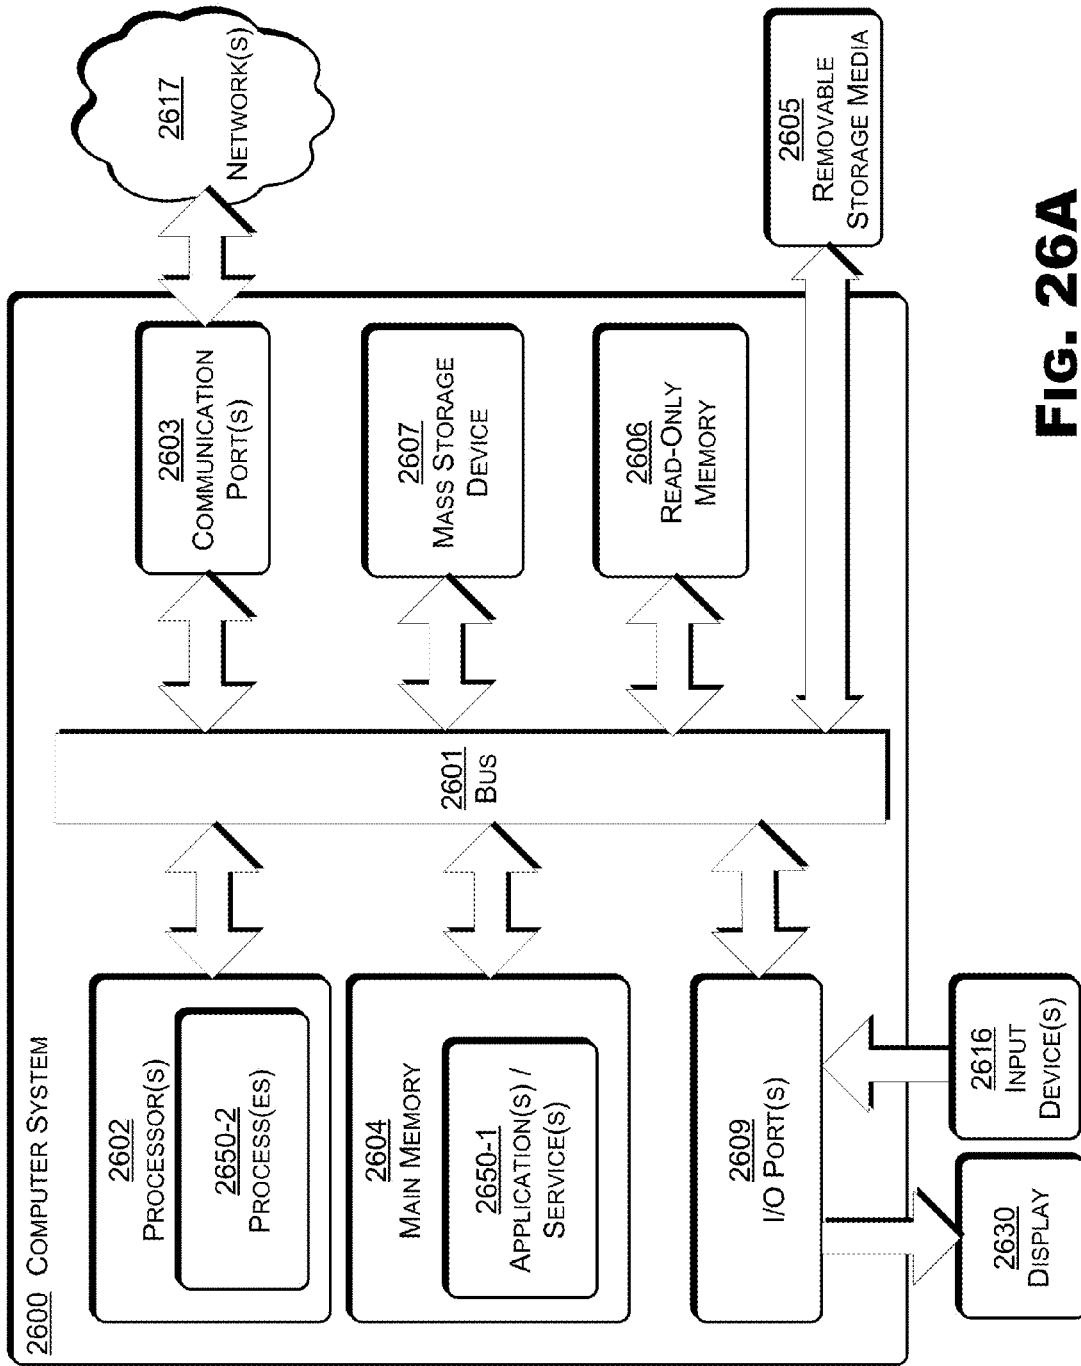 2600 COMPUTER SYSTEM
2602
PROCESSOR(S)
2650-2
PROCESS(ES)
2604
MAIN MEMORY
2650-1
APPLICATION(S) /
SERVICE(S)
2609
I/O PORT(S)
2630
DISPLAY
2616
INPUT
DEVICE(S)
2601
BUS
2603
COMMUNICATION
PORT(S)
2607
MASS STORAGE
DEVICE
2606
READ-ONLY
MEMORY
2617
NETWORK(S)
2605
REMOVABLE
STORAGE MEDIA
FIG. 26A